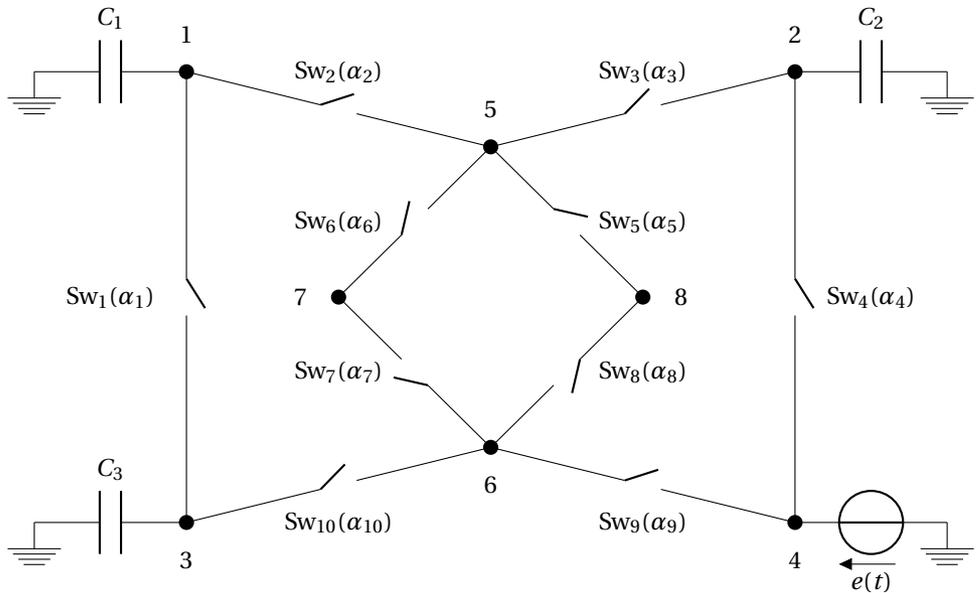 C₁
C₂
1
2
Sw₂(α₂)
Sw₃(α₃)
5
Sw₆(α₆)
Sw₅(α₅)
Sw₁(α₁)
7
8
Sw₄(α₄)
Sw₇(α₇)
Sw₈(α₈)
C₃
6
Sw₁₀(α₁₀)
Sw₉(α₉)
3
4
e(t)